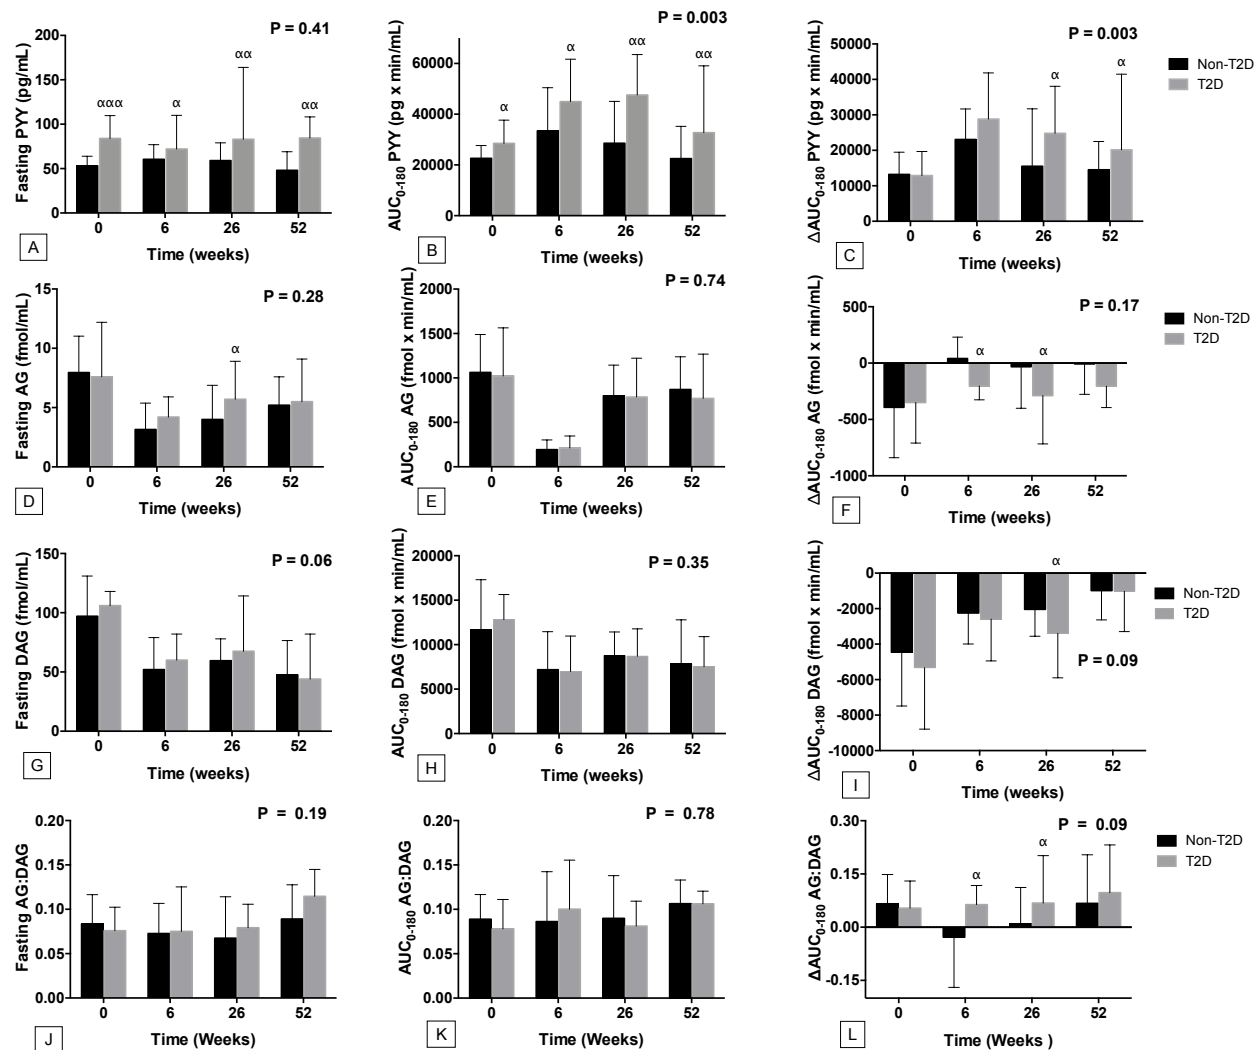 Fasting PYY (pg/mL)
200
150
100
50
0
P = 0.41
ααα
α
αα
αα
0 6 26 52
Time (weeks)
A
AUC0-180 PYY (pg x min/mL)
60000
40000
20000
0
P = 0.003
α
α
αα
αα
0 6 26 52
Time (weeks)
B
ΔAUC0-180 PYY (pg x min/mL)
50000
40000
30000
20000
10000
0
P = 0.003
α
α
0 6 26 52
Time (weeks)
C
Non-T2D
T2D
Fasting AG (fmol/mL)
15
10
5
0
P = 0.28
α
0 6 26 52
Time (weeks)
D
AUC0-180 AG (fmol x min/mL)
2000
1500
1000
500
0
P = 0.74
0 6 26 52
Time (weeks)
E
ΔAUC0-180 AG (fmol x min/mL)
500
0
-500
-1000
P = 0.17
α
α
0 6 26 52
Time (weeks)
F
Non-T2D
T2D
Fasting DAG (fmol/mL)
150
100
50
0
P = 0.06
0 6 26 52
Time (weeks)
G
AUC0-180 DAG (fmol x min/mL)
20000
15000
10000
5000
0
P = 0.35
0 6 26 52
Time (weeks)
H
ΔAUC0-180 DAG (fmol x min/mL)
0
-2000
-4000
-6000
-8000
-10000
α
P = 0.09
0 6 26 52
Time (weeks)
I
Non-T2D
T2D
Fasting AG:DAG
0.20
0.15
0.10
0.05
0.00
P = 0.19
0 6 26 52
Time (Weeks)
J
AUC0-180 AG:DAG
0.20
0.15
0.10
0.05
0.00
P = 0.78
0 6 26 52
Time (Weeks)
K
ΔAUC0-180 AG:DAG
0.30
0.15
0.00
-0.15
P = 0.09
α
α
0 6 26 52
Time (Weeks )
L
Non-T2D
T2D